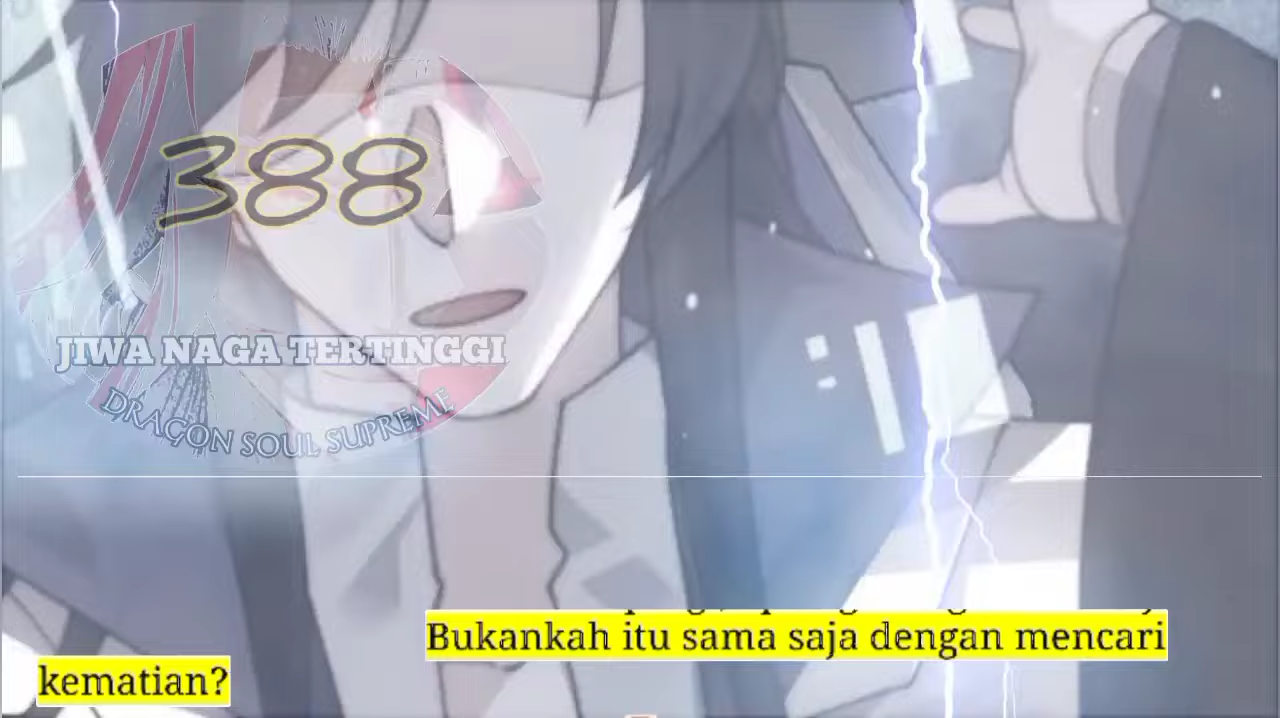 388
JIWA NAGA TERTINGGI
DRAGON SOUL SUPREME
Bukankah itu sama saja dengan mencari
kematian?